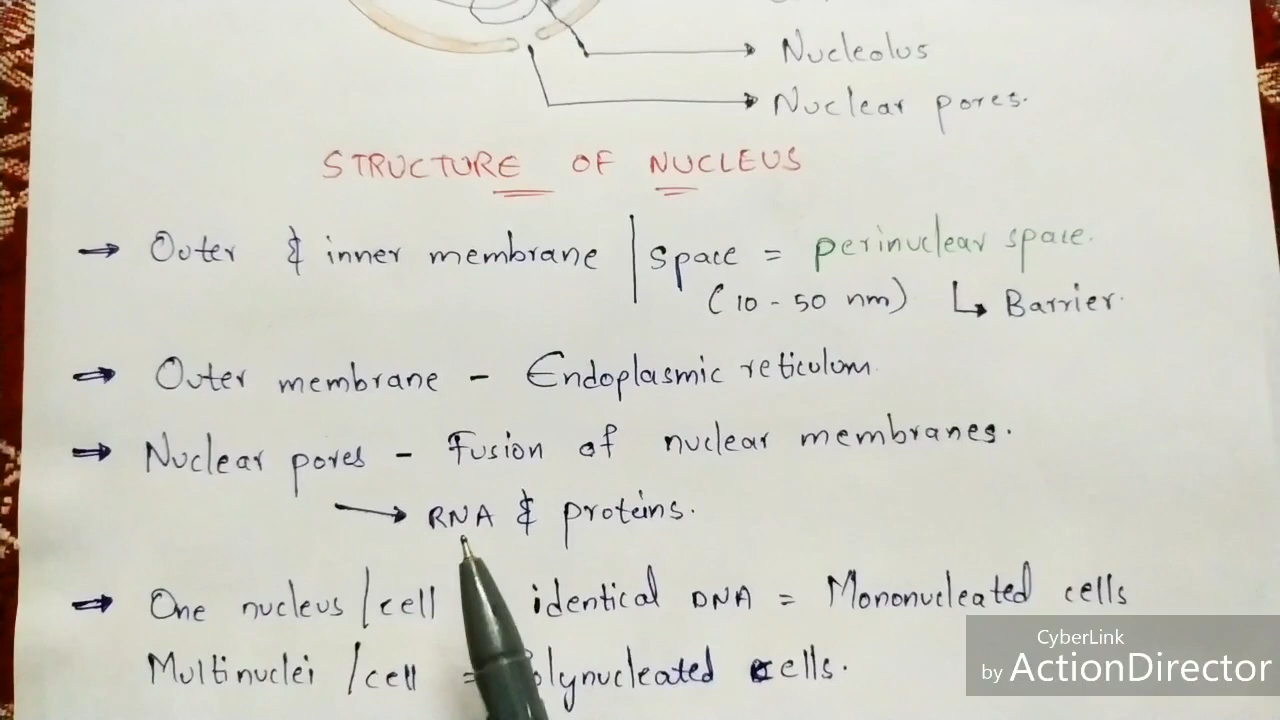 Nucleolus
Nuclear pores.
STRUCTURE OF NUCLEUS
→ Outer & inner membrane | Space = perinuclear space.
(10 - 50 nm) ↳ Barrier.
→ Outer membrane - Endoplasmic reticulum
→ Nuclear pores - Fusion of nuclear membranes.
→ RNA & proteins.
→ One nucleus / cell identical DNA = Mononucleated cells
Multinuclei / cell = olynucleated cells.
CyberLink
by ActionDirector